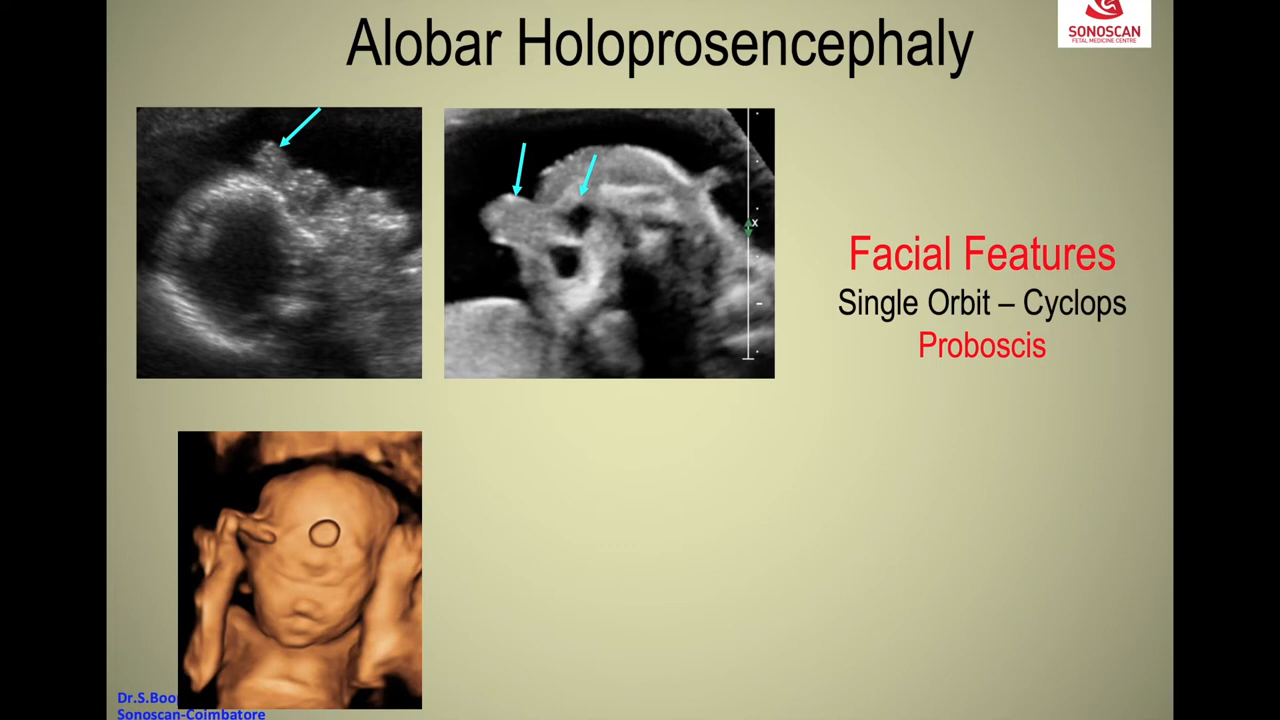 Alobar Holoprosencephaly
SONOSCAN
FETAL MEDICINE CENTRE
x
Facial Features
Single Orbit – Cyclops
Proboscis
Sonoscan-Coimbatore